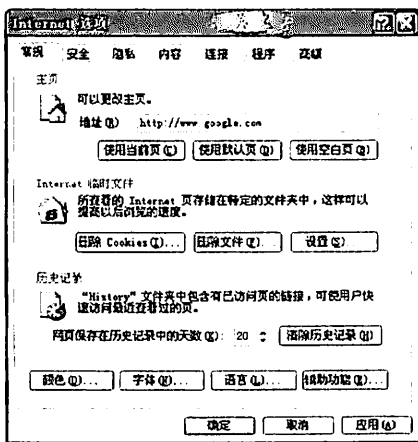 Internet 选项
常规 安全 隐私 内容 连接 程序 高级
主页
可以更改主页。
地址(R) http://www.google.com
使用当前页(C) 使用默认页(D) 使用空白页(B)
Internet 临时文件
所查看的 Internet 页存储在特定的文件夹中，这样可以
提高以后浏览的速度。
删除 Cookies(I)... 删除文件(F)... 设置(S)...
历史记录
“History”文件夹中包含有已访问页的链接，可使用户快
速访问最近查看过的页。
网页保存在历史记录中的天数(K): 20 清除历史记录(H)
颜色(O)... 字体(N)... 语言(L)... 辅助功能(E)...
确定 取消 应用(A)